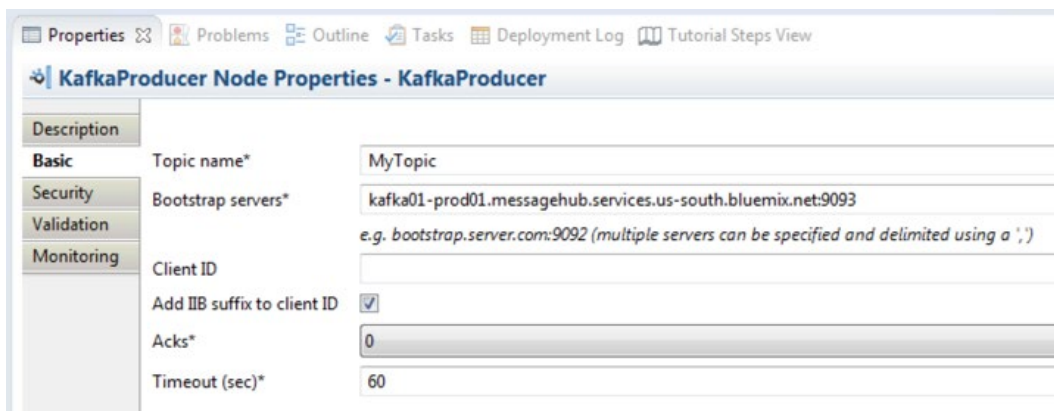 Properties Problems Outline Tasks Deployment Log Tutorial Steps View
KafkaProducer Node Properties - KafkaProducer
Description
Basic
Security
Validation
Monitoring
Topic name* MyTopic
Bootstrap servers* kafka01-prod01.messagehub.services.us-south.bluemix.net:9093
e.g. bootstrap.server.com:9092 (multiple servers can be specified and delimited using a ',')
Client ID
Add IIB suffix to client ID
Acks* 0
Timeout (sec)* 60